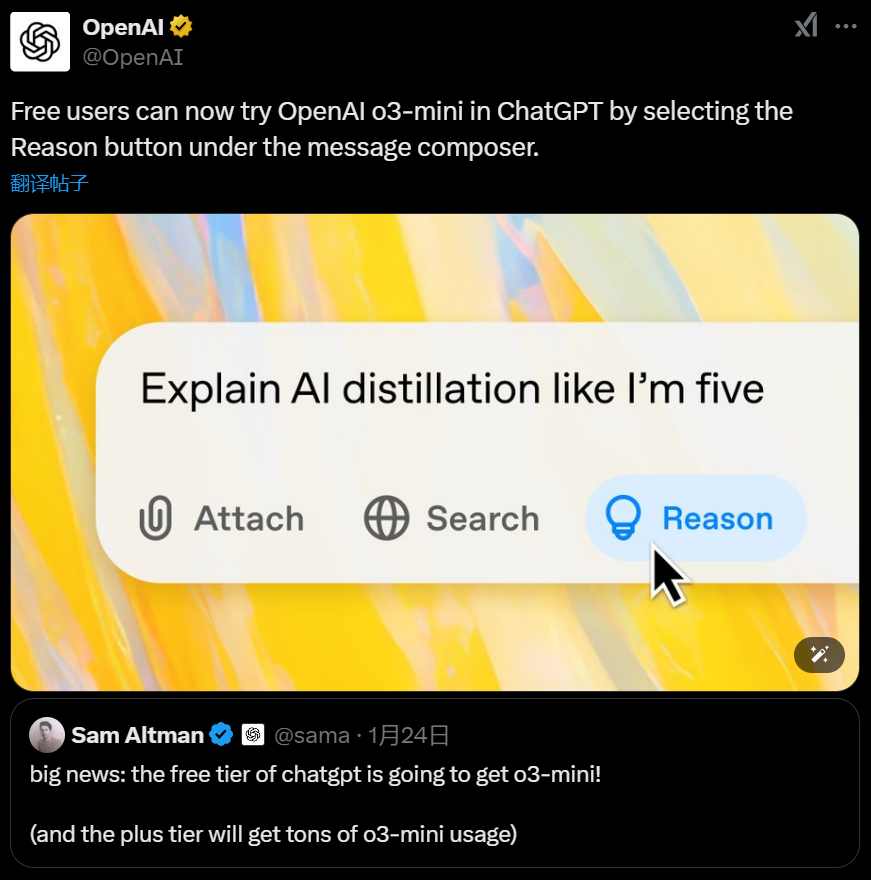 OpenAI
@OpenAI
Free users can now try OpenAI o3-mini in ChatGPT by selecting the
Reason button under the message composer.
翻译帖子
Explain AI distillation like I’m five
Attach Search Reason
Sam Altman @sama · 1月24日
big news: the free tier of chatgpt is going to get o3-mini!
(and the plus tier will get tons of o3-mini usage)